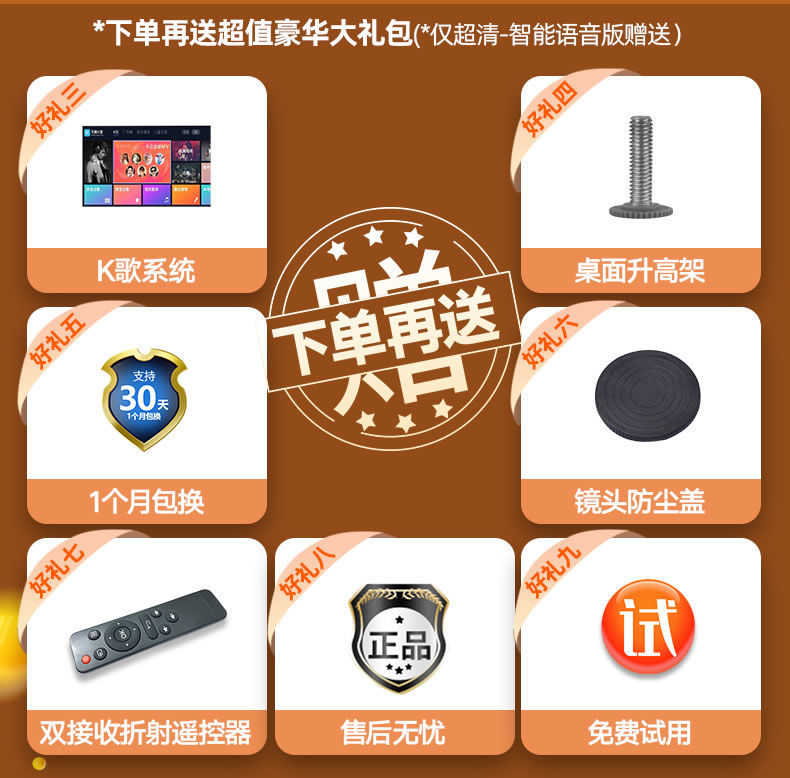 *下单再送超值豪华大礼包(*仅超清-智能语音版赠送)
好礼三
K歌系统
好礼四
桌面升高架
赠
下单再送
好礼五
支持
30天
1个月包换
1个月包换
好礼六
镜头防尘盖
好礼七
双接收折射遥控器
好礼八
正品
售后无忧
好礼九
试
免费试用